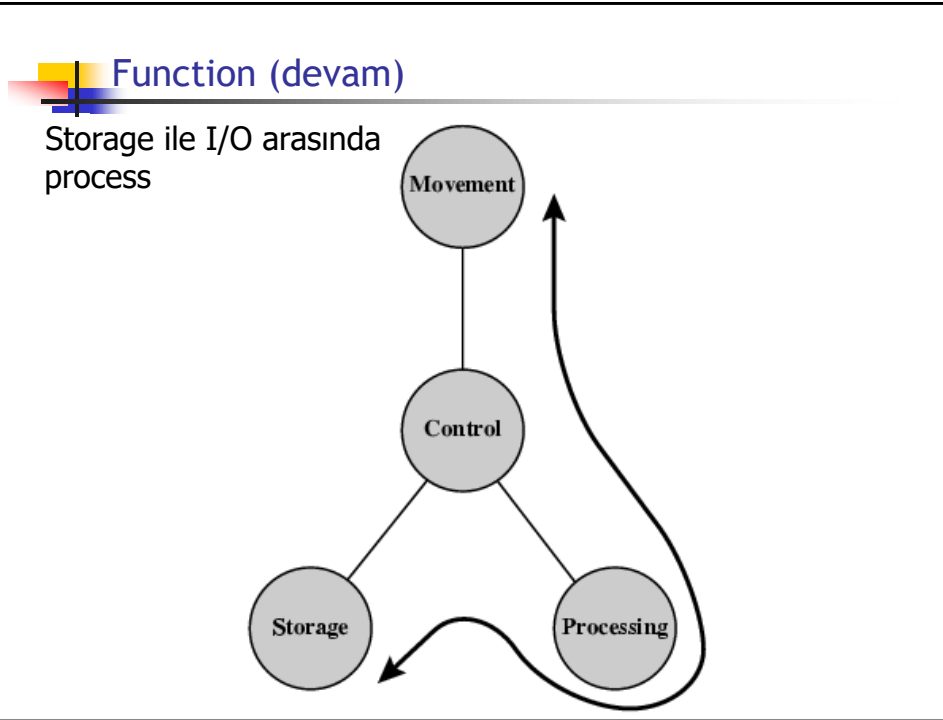 Function (devam)
Storage ile I/O arasında
process
Movement
Control
Storage
Processing